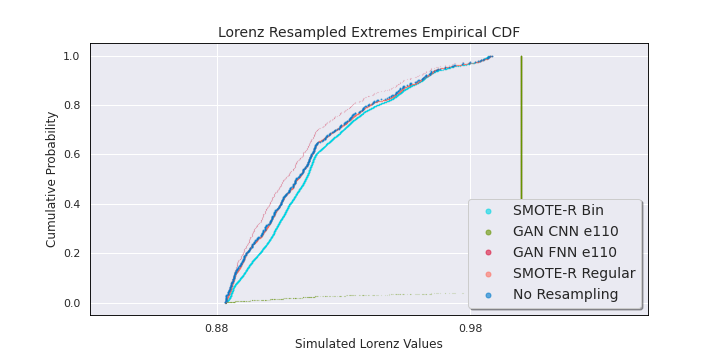 Lorenz Resampled Extremes Empirical CDF
Cumulative Probability
1.0
0.8
0.6
0.4
0.2
0.0
SMOTE-R Bin
GAN CNN e110
GAN FNN e110
SMOTE-R Regular
No Resampling
0.88
0.98
Simulated Lorenz Values